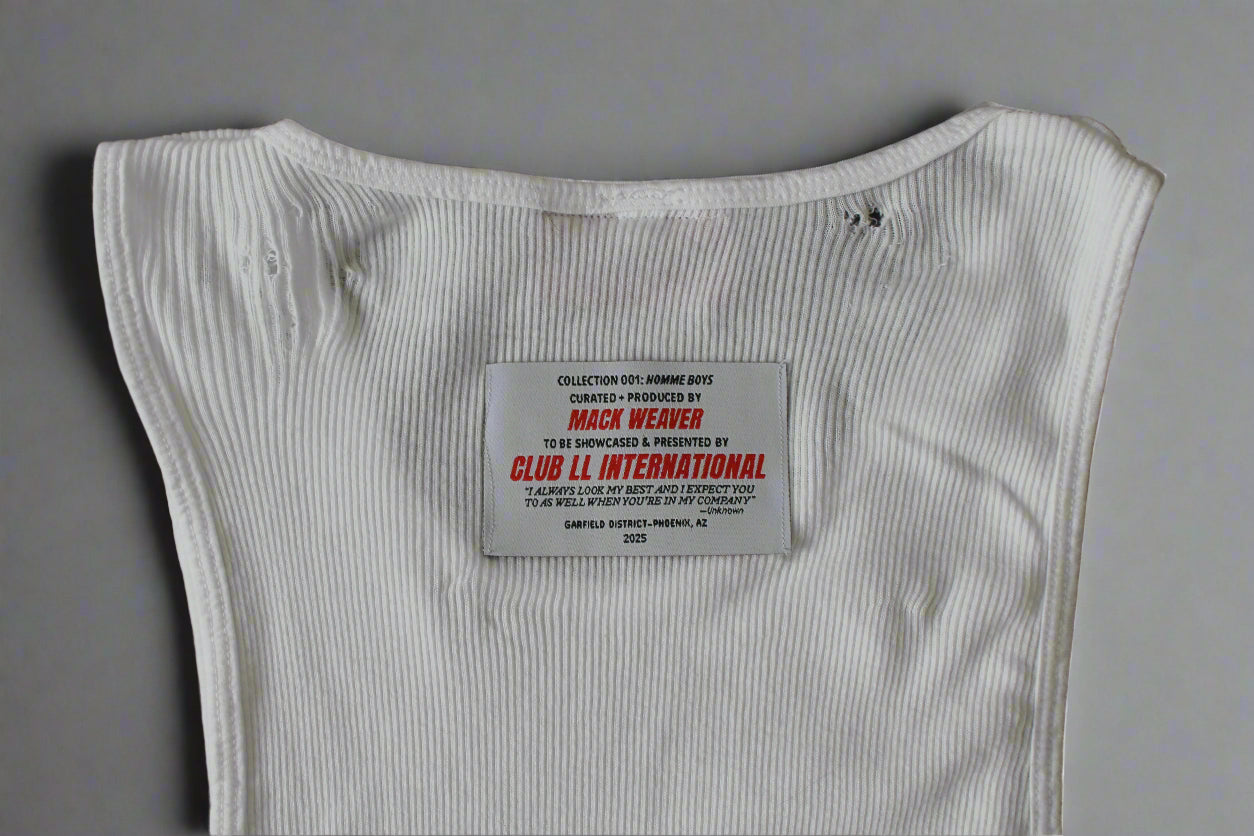 COLLECTION 001: HOMME BOYS
CURATED + PRODUCED BY
MACK WEAVER
TO BE SHOWCASED & PRESENTED BY
CLUB LL INTERNATIONAL
"I ALWAYS LOOK MY BEST AND I EXPECT YOU
TO AS WELL WHEN YOU'RE IN MY COMPANY"
—Unknown
GARFIELD DISTRICT–PHOENIX, AZ
2025